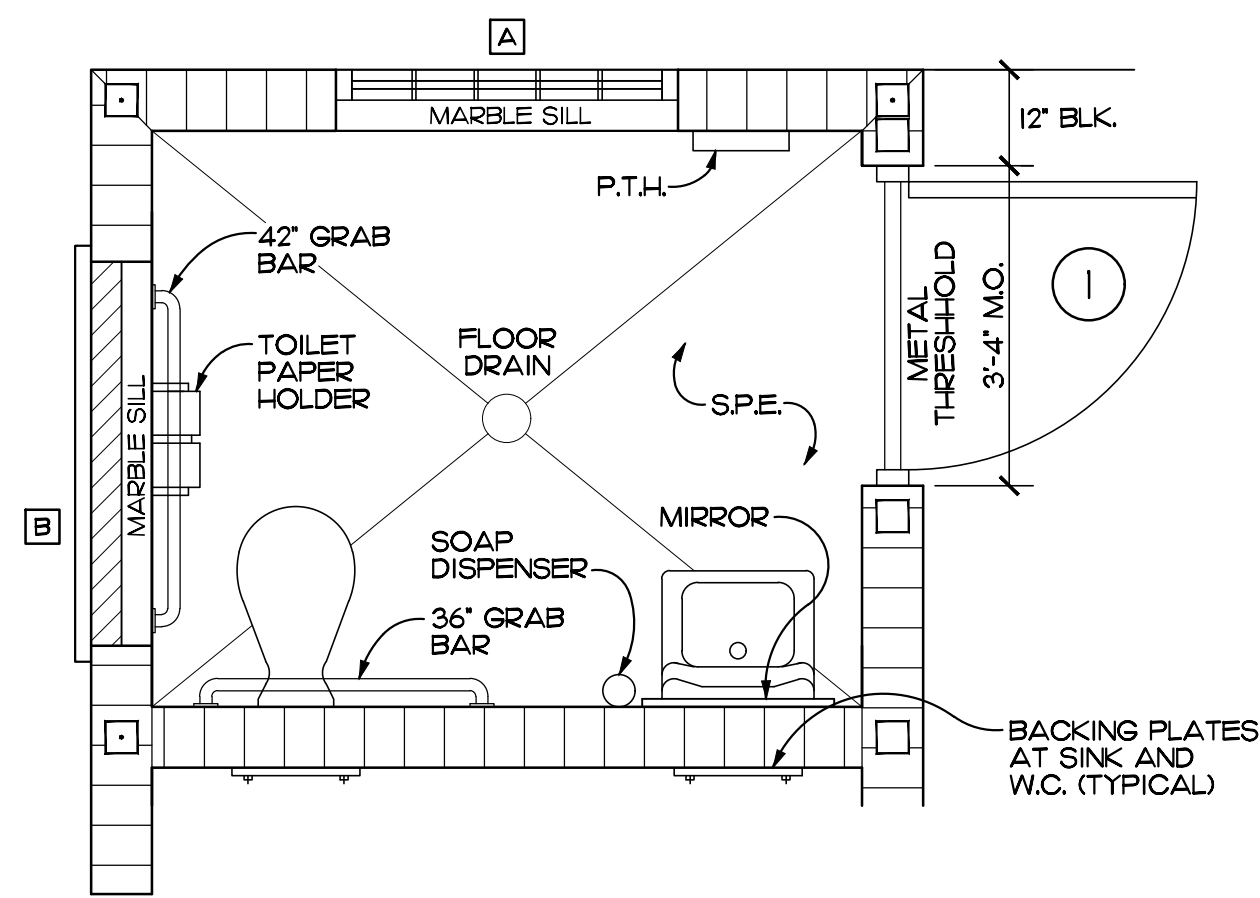 A
MARBLE SILL
12" BLK.
P.T.H.
42" GRAB
BAR
METAL
THRESHHOLD
3'-4" M.O.
1
TOILET
PAPER
HOLDER
FLOOR
DRAIN
S.P.E.
MARBLE SILL
B
MIRROR
SOAP
DISPENSER
36" GRAB
BAR
BACKING PLATES
AT SINK AND
W.C. (TYPICAL)